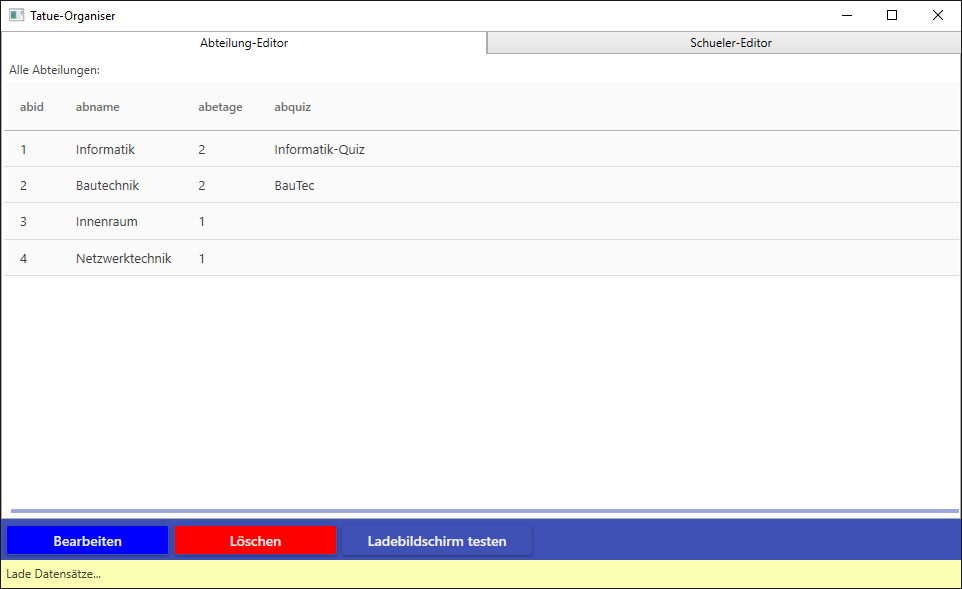 Tatue-Organiser
Abteilung-Editor Schueler-Editor
Alle Abteilungen:
abid abname abetage abquiz
1 Informatik 2 Informatik-Quiz
2 Bautechnik 2 BauTec
3 Innenraum 1
4 Netzwerktechnik 1
Bearbeiten Löschen Ladebildschirm testen
Lade Datensätze...